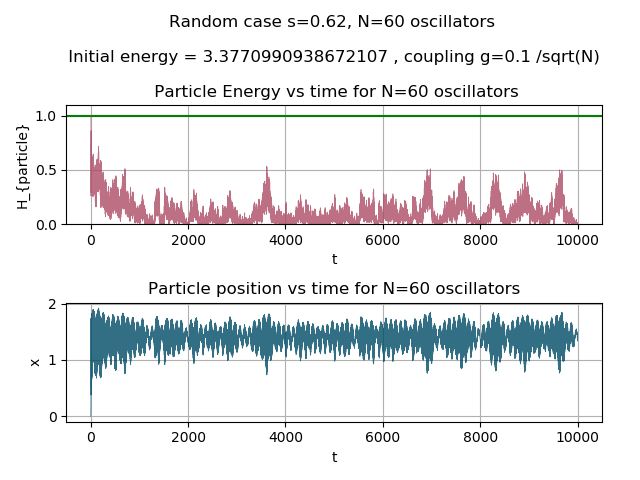 Random case s=0.62, N=60 oscillators
Initial energy = 3.3770990938672107 , coupling g=0.1 /sqrt(N)
Particle Energy vs time for N=60 oscillators
H_{particle}
1.0
0.5
0.0
0 2000 4000 6000 8000 10000
t
Particle position vs time for N=60 oscillators
x
2
1
0
0 2000 4000 6000 8000 10000
t